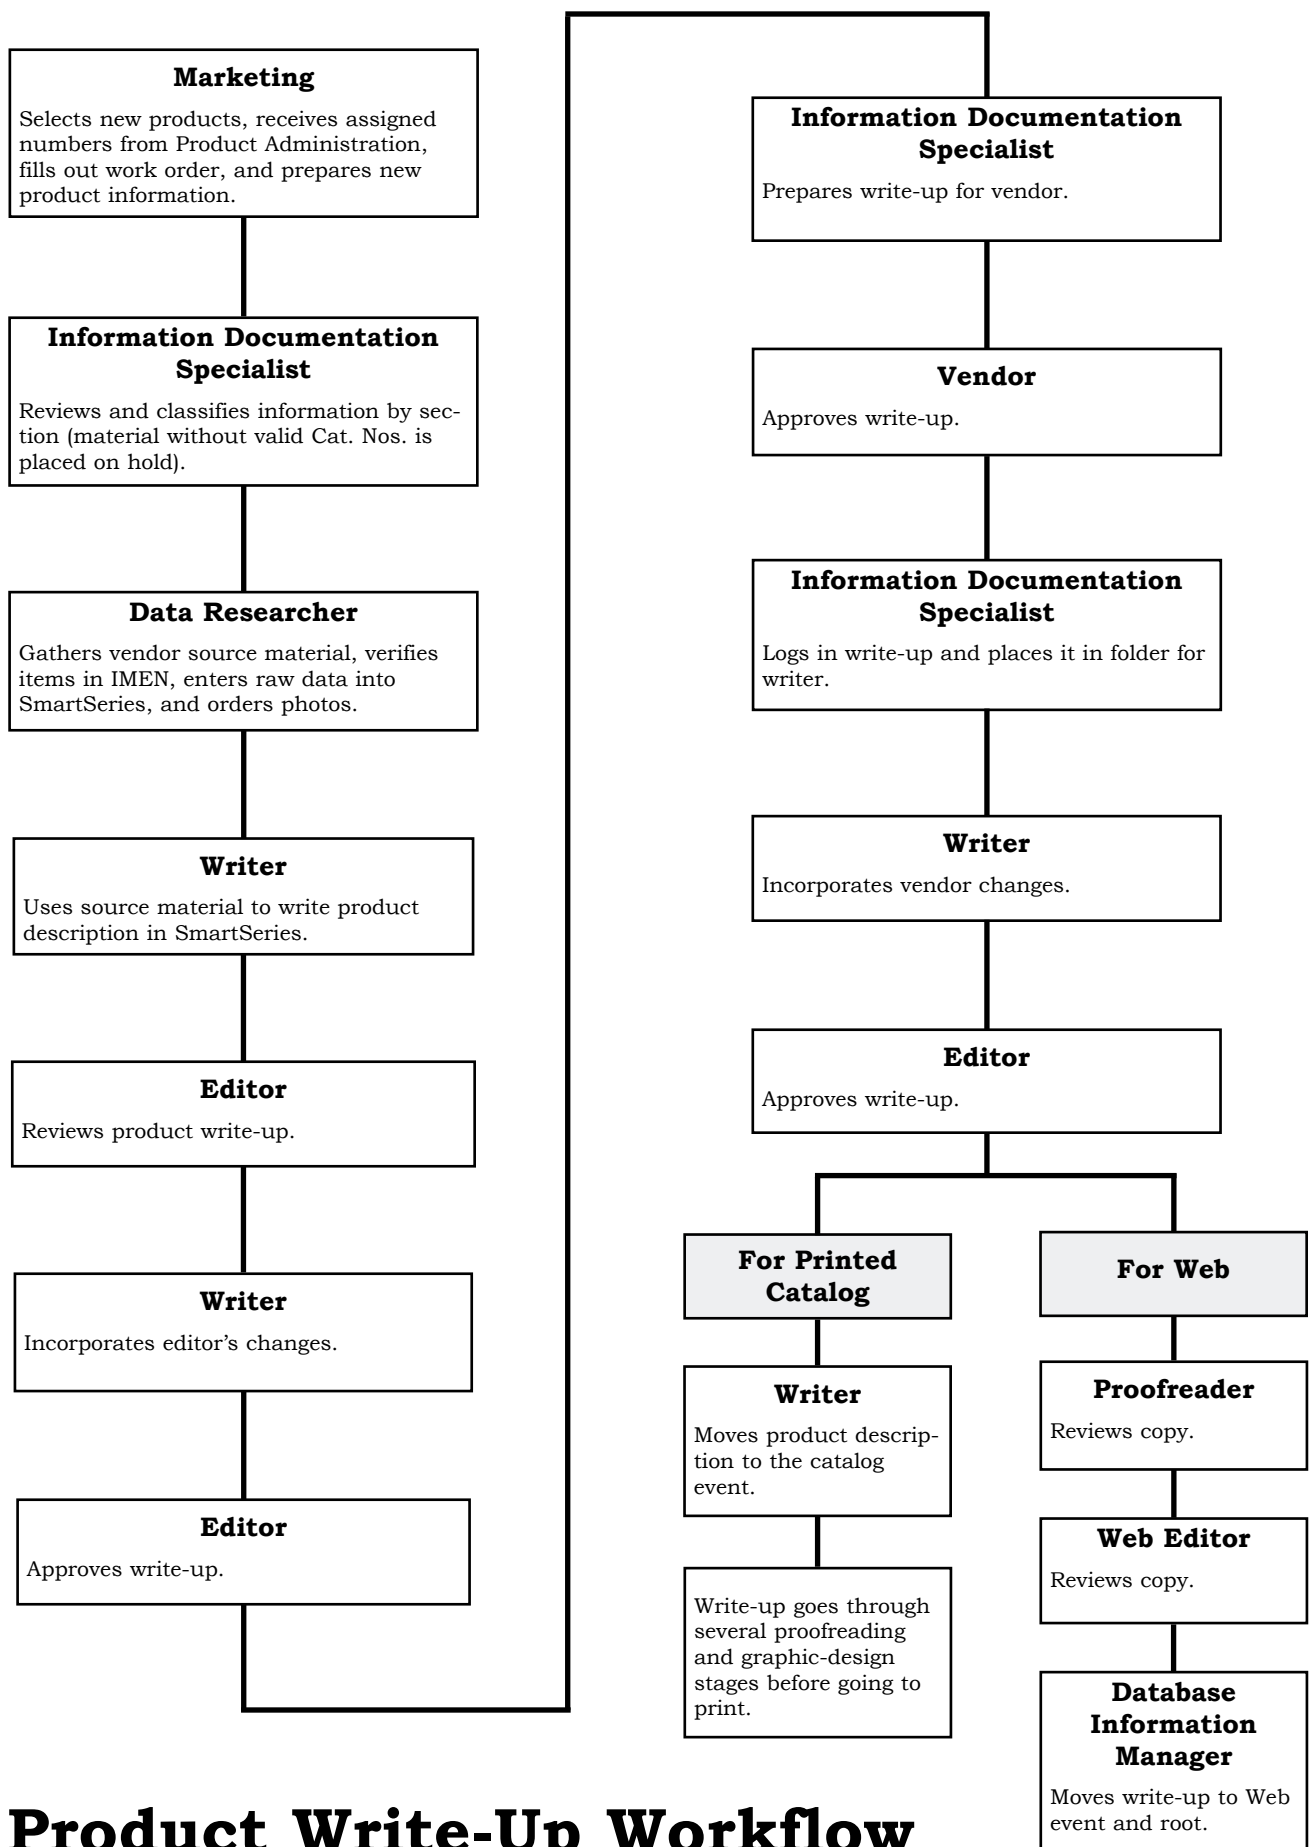 Marketing
Selects new products, receives assigned
numbers from Product Administration,
fills out work order, and prepares new
product information.
Information Documentation
Specialist
Reviews and classifies information by sec-
tion (material without valid Cat. Nos. is
placed on hold).
Data Researcher
Gathers vendor source material, verifies
items in IMEN, enters raw data into
SmartSeries, and orders photos.
Writer
Uses source material to write product
description in SmartSeries.
Editor
Reviews product write-up.
Writer
Incorporates editor’s changes.
Editor
Approves write-up.
Information Documentation
Specialist
Prepares write-up for vendor.
Vendor
Approves write-up.
Information Documentation
Specialist
Logs in write-up and places it in folder for
writer.
Writer
Incorporates vendor changes.
Editor
Approves write-up.
For Printed
Catalog
Writer
Moves product descrip-
tion to the catalog
event.
Write-up goes through
several proofreading
and graphic-design
stages before going to
print.
For Web
Proofreader
Reviews copy.
Web Editor
Reviews copy.
Database
Information
Manager
Moves write-up to Web
event and root.
Product Write-Up Workflow